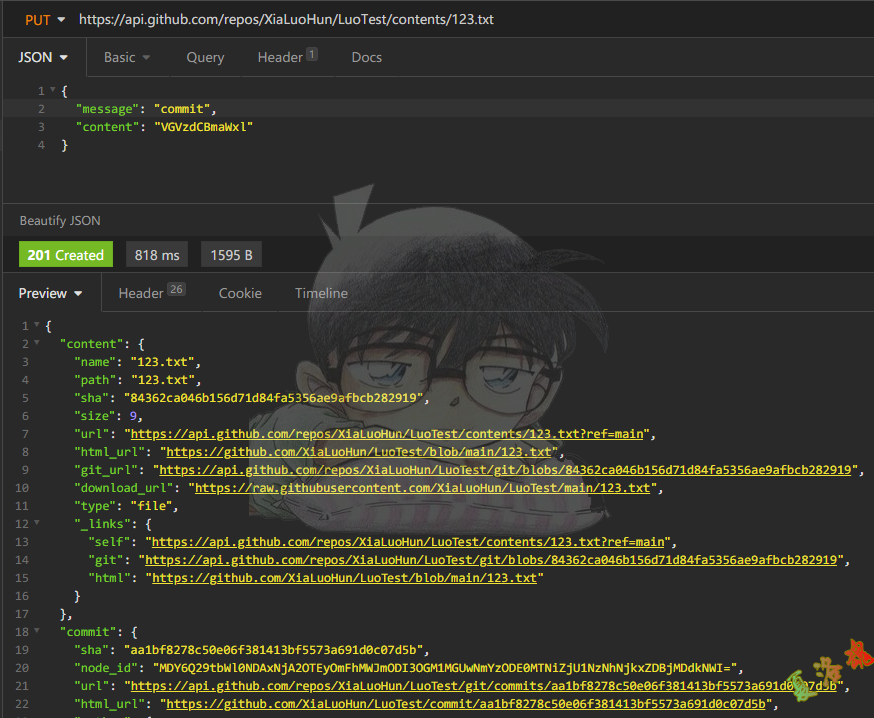 PUT https://api.github.com/repos/XiaLuoHun/LuoTest/contents/123.txt
JSON Basic Query Header 1 Docs
1 {
2 "message": "commit",
3 "content": "VGVzdCBmaWxl"
4 }
Beautify JSON
201 Created 818 ms 1595 B
Preview Header 26 Cookie Timeline
1 {
2 "content": {
3 "name": "123.txt",
4 "path": "123.txt",
5 "sha": "84362ca046b156d71d84fa5356ae9afbcb282919",
6 "size": 9,
7 "url": "https://api.github.com/repos/XiaLuoHun/LuoTest/contents/123.txt?ref=main",
8 "html_url": "https://github.com/XiaLuoHun/LuoTest/blob/main/123.txt",
9 "git_url": "https://api.github.com/repos/XiaLuoHun/LuoTest/git/blobs/84362ca046b156d71d84fa5356ae9afbcb282919",
10 "download_url": "https://raw.githubusercontent.com/XiaLuoHun/LuoTest/main/123.txt",
11 "type": "file",
12 "_links": {
13 "self": "https://api.github.com/repos/XiaLuoHun/LuoTest/contents/123.txt?ref=main",
14 "git": "https://api.github.com/repos/XiaLuoHun/LuoTest/git/blobs/84362ca046b156d71d84fa5356ae9afbcb282919",
15 "html": "https://github.com/XiaLuoHun/LuoTest/blob/main/123.txt"
16 }
17 },
18 "commit": {
19 "sha": "aa1bf8278c50e06f381413bf5573a691d0c07d5b",
20 "node_id": "MDY6Q29tbWl0NDAxNjA2OTEyOmFhMWJmODI3OGM1MGUwNmYzODE0MTNiZjU1NzNhNjkxZDBjMDdkNWI=",
21 "url": "https://api.github.com/repos/XiaLuoHun/LuoTest/git/commits/aa1bf8278c50e06f381413bf5573a691d0c07d5b",
22 "html_url": "https://github.com/XiaLuoHun/LuoTest/commit/aa1bf8278c50e06f381413bf5573a691d0c07d5b",